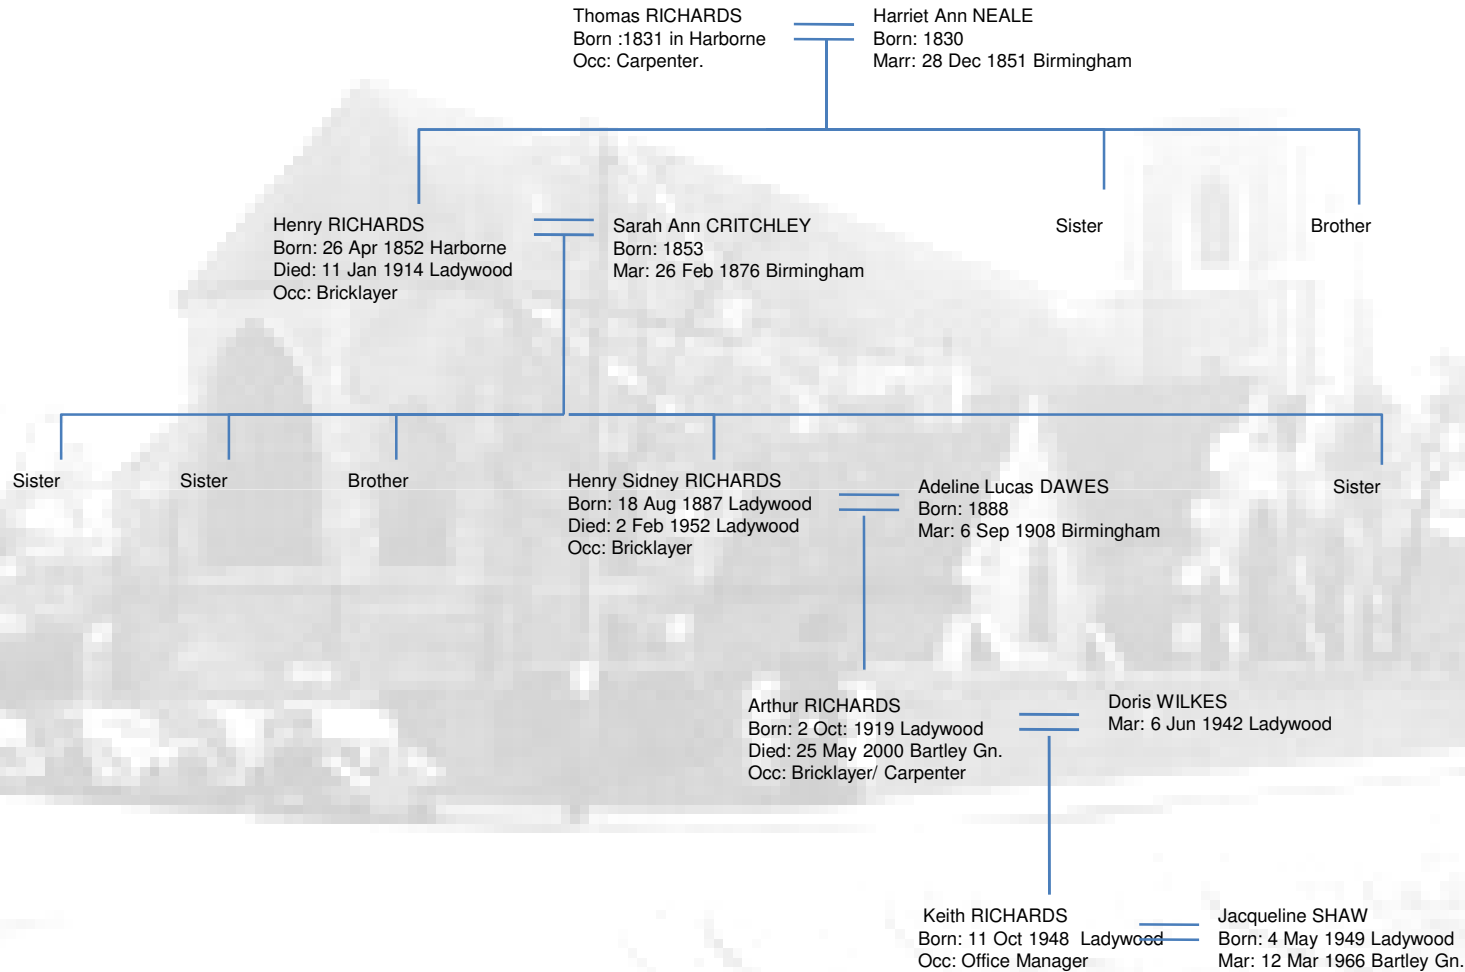 Thomas RICHARDS
Born :1831 in Harborne
Occ: Carpenter.
Harriet Ann NEALE
Born: 1830
Marr: 28 Dec 1851 Birmingham
Henry RICHARDS
Born: 26 Apr 1852 Harborne
Died: 11 Jan 1914 Ladywood
Occ: Bricklayer
Sarah Ann CRITCHLEY
Born: 1853
Mar: 26 Feb 1876 Birmingham
Sister
Brother
Sister
Sister
Brother
Henry Sidney RICHARDS
Born: 18 Aug 1887 Ladywood
Died: 2 Feb 1952 Ladywood
Occ: Bricklayer
Adeline Lucas DAWES
Born: 1888
Mar: 6 Sep 1908 Birmingham
Sister
Arthur RICHARDS
Born: 2 Oct: 1919 Ladywood
Died: 25 May 2000 Bartley Gn.
Occ: Bricklayer/ Carpenter
Doris WILKES
Mar: 6 Jun 1942 Ladywood
Keith RICHARDS
Born: 11 Oct 1948 Ladywood
Occ: Office Manager
Jacqueline SHAW
Born: 4 May 1949 Ladywood
Mar: 12 Mar 1966 Bartley Gn.